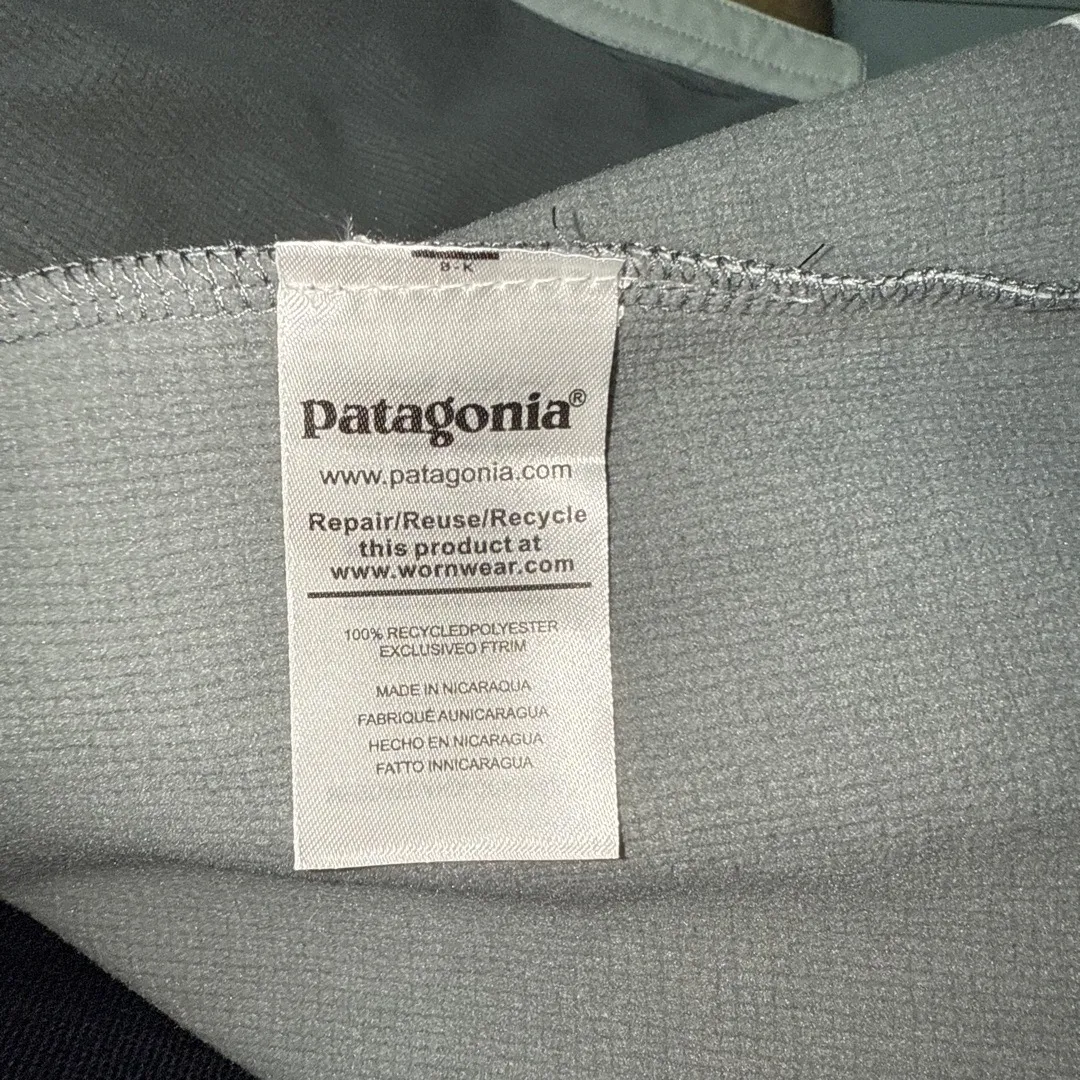 B-K
patagonia®
www.patagonia.com
Repair/Reuse/Recycle
this product at
www.wornwear.com
100% RECYCLEDPOLYESTER
EXCLUSIVEO FTRIM
MADE IN NICARAQUA
FABRIQUÉ AUNICARAGUA
HECHO EN NICARAGUA
FATTO INNICARAGUA